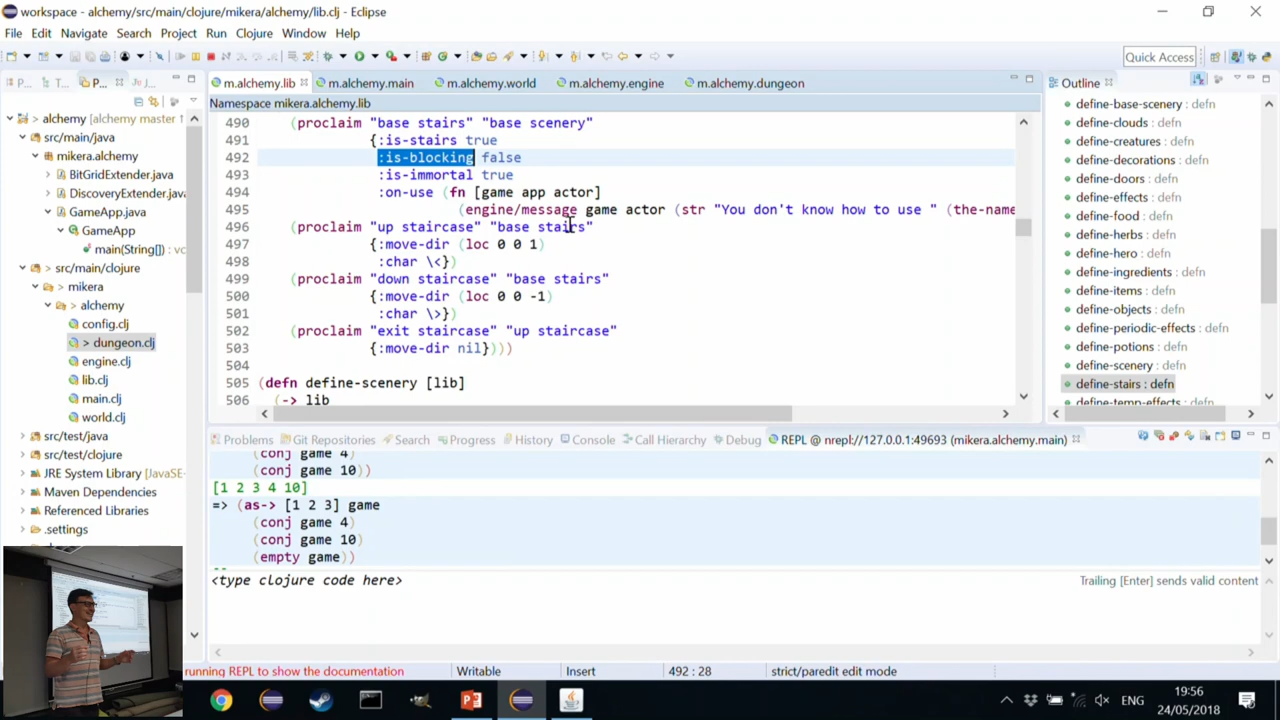 workspace - alchemy/src/main/clojure/mikera/alchemy/lib.clj - Eclipse
File Edit Navigate Search Project Run Clojure Window Help
Quick Access
P... T... P... J...
m.alchemy.lib m.alchemy.main m.alchemy.world m.alchemy.engine m.alchemy.dungeon
Outline
Namespace mikera.alchemy.lib
alchemy [alchemy master
src/main/java
mikera.alchemy
BitGridExtender.java
DiscoveryExtender.java
GameApp.java
GameApp
main(String[]) : vc
src/main/clojure
mikera
alchemy
config.clj
> dungeon.clj
engine.clj
lib.clj
main.clj
world.clj
src/test/java
src/test/clojure
JRE System Library [JavaSE-
Maven Dependencies
Referenced Libraries
.settings
490 (proclaim "base stairs" "base scenery"
491 {:is-stairs true
492 :is-blocking false
493 :is-immortal true
494 :on-use (fn [game app actor]
495 (engine/message game actor (str "You don't know how to use " (the-name
496 (proclaim "up staircase" "base stairs"
497 {:move-dir (loc 0 0 1)
498 :char \<})
499 (proclaim "down staircase" "base stairs"
500 {:move-dir (loc 0 0 -1)
501 :char \>})
502 (proclaim "exit staircase" "up staircase"
503 {:move-dir nil})))
504
505 (defn define-scenery [lib]
506 (-> lib
define-base-scenery : defn
define-clouds : defn
define-creatures : defn
define-decorations : defn
define-doors : defn
define-effects : defn
define-food : defn
define-herbs : defn
define-hero : defn
define-ingredients : defn
define-items : defn
define-objects : defn
define-periodic-effects : defn
define-potions : defn
define-scenery : defn
define-stairs : defn
define-temp-effects : defn
Problems Git Repositories Search Progress History Console Call Hierarchy Debug REPL @ nrepl://127.0.0.1:49693 (mikera.alchemy.main)
(conj game 4)
(conj game 10))
[1 2 3 4 10]
=> (as-> [1 2 3] game
(conj game 4)
(conj game 10)
(empty game))
<type clojure code here>
Trailing [Enter] sends valid content
running REPL to show the documentation Writable Insert 492 : 28 strict/paredit edit mode
ENG
19:56
24/05/2018